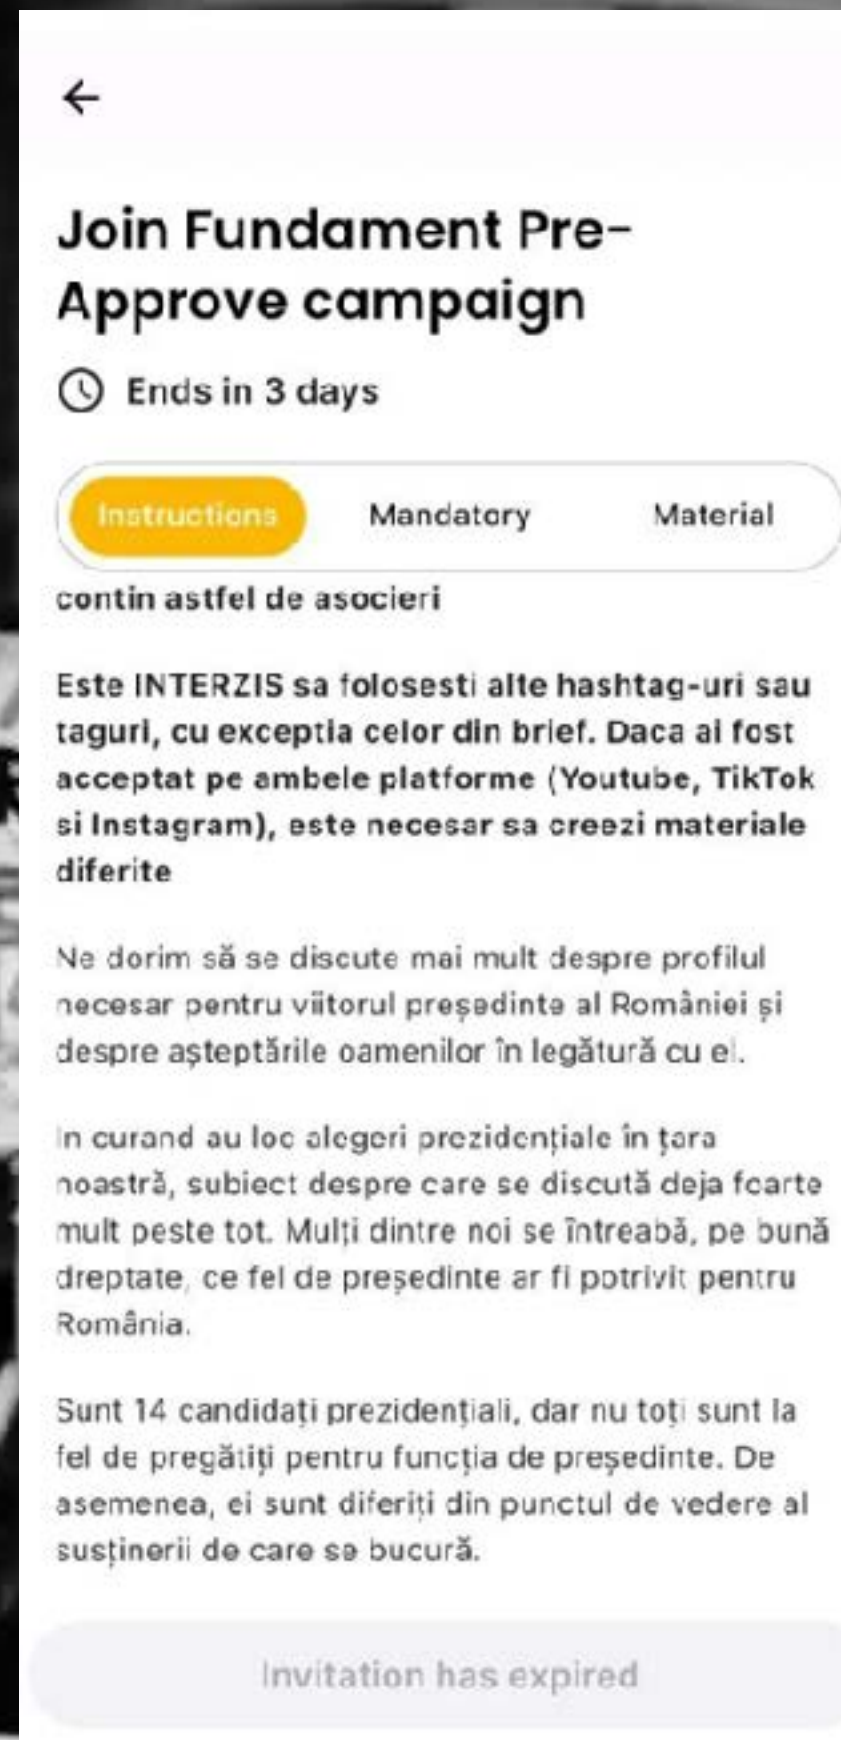 Join Fundament Pre-
Approve campaign
Ends in 3 days
Instructions Mandatory Material
contin astfel de asocieri
Este INTERZIS sa folosesti alte hashtag-uri sau
taguri, cu exceptia celor din brief. Daca ai fost
acceptat pe ambele platforme (Youtube, TikTok
si Instagram), este necesar sa creezi materiale
diferite
Ne dorim să se discute mai mult despre profilul
necesar pentru viitorul președinte al României și
despre așteptările oamenilor în legătură cu el.
In curand au loc alegeri prezidențiale în țara
noastră, subiect despre care se discută deja foarte
mult peste tot. Mulți dintre noi se întreabă, pe bună
dreptate, ce fel de președinte ar fi potrivit pentru
România.
Sunt 14 candidați prezidențiali, dar nu toți sunt la
fel de pregătiți pentru funcția de președinte. De
asemenea, ei sunt diferiți din punctul de vedere al
susținerii de care se bucură.
Invitation has expired